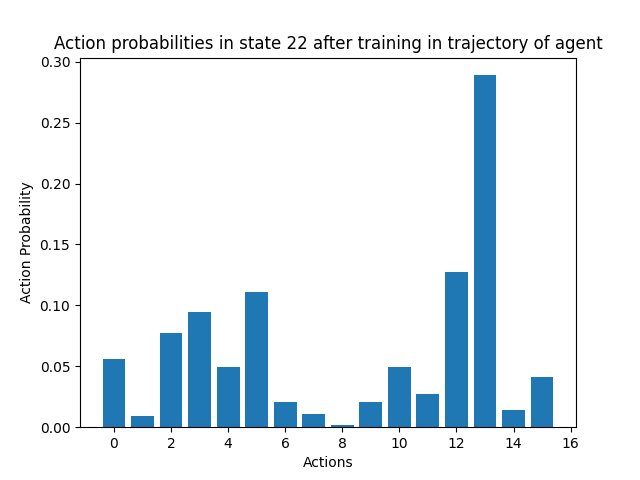 Action probabilities in state 22 after training in trajectory of agent
0.30
0.25
0.20
0.15
0.10
0.05
0.00
Action Probability
0 2 4 6 8 10 12 14 16
Actions